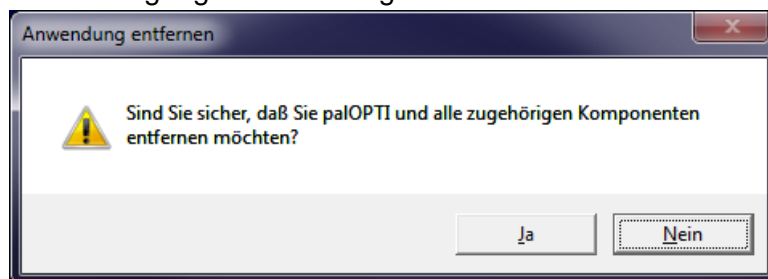 Anwendung entfernen
Sind Sie sicher, daß Sie palOPTI und alle zugehörigen Komponenten
entfernen möchten?
Ja
Nein